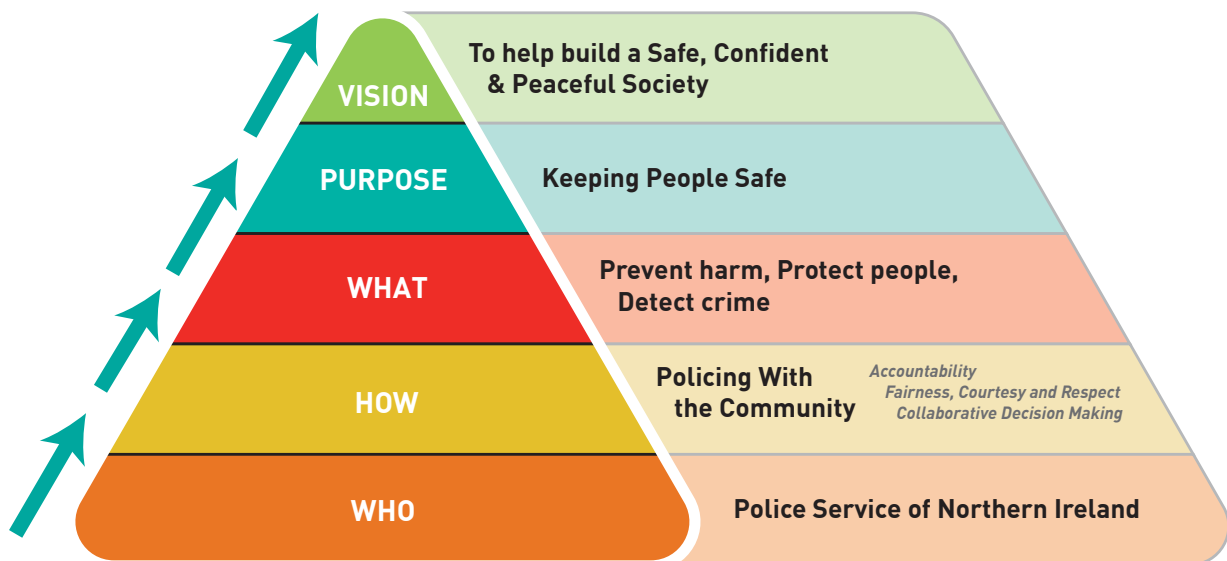 VISION
To help build a Safe, Confident
& Peaceful Society
PURPOSE
Keeping People Safe
WHAT
Prevent harm, Protect people,
Detect crime
HOW
Policing With
the Community
Accountability
Fairness, Courtesy and Respect
Collaborative Decision Making
WHO
Police Service of Northern Ireland